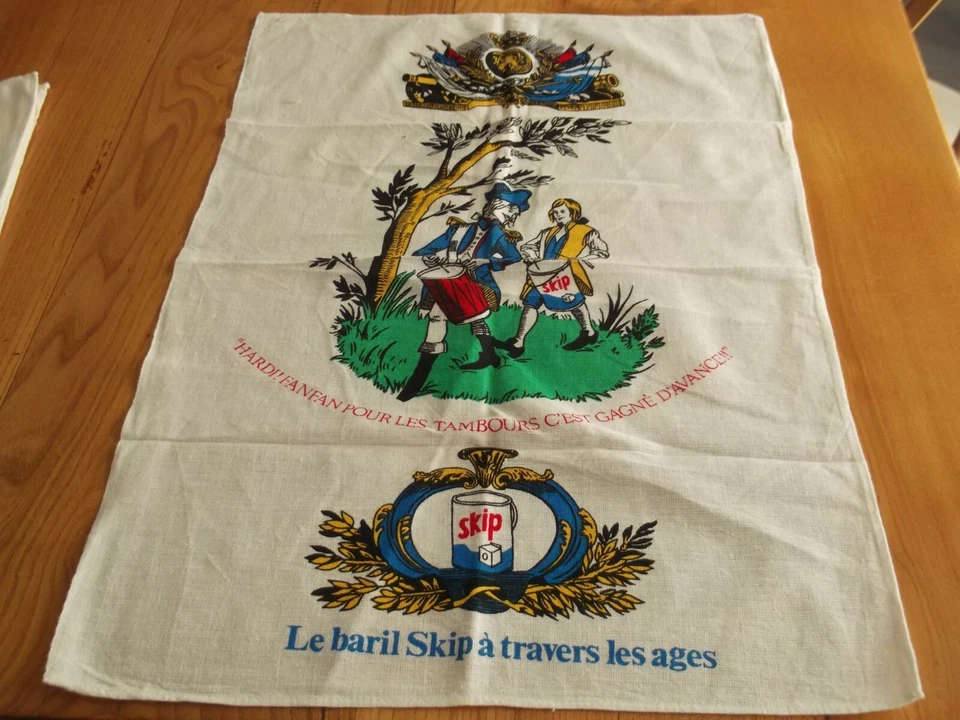 skip
"HARDI! FANFAN POUR LES TAMBOURS C'EST GAGNÉ D'AVANCE!!"
skip
Le baril Skip à travers les ages